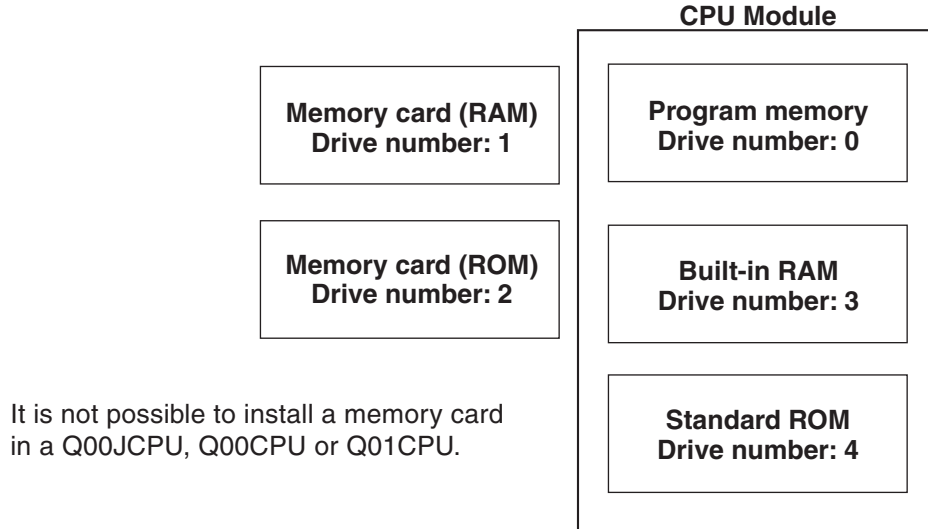 CPU Module
Memory card (RAM)
Drive number: 1
Program memory
Drive number: 0
Memory card (ROM)
Drive number: 2
Built-in RAM
Drive number: 3
It is not possible to install a memory card
in a Q00JCPU, Q00CPU or Q01CPU.
Standard ROM
Drive number: 4